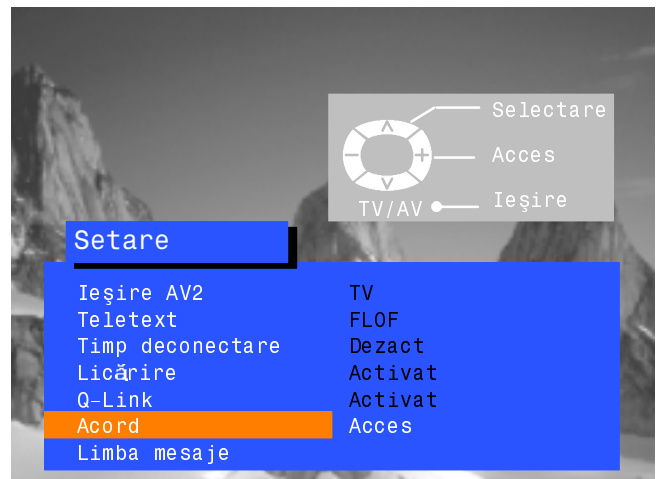 Selectare
Acces
TV/AV Ieşire
Setare
Ieşire AV2 TV
Teletext FLOF
Timp deconectare Dezact
Licărire Activat
Q-Link Activat
Acord Acces
Limba mesaje